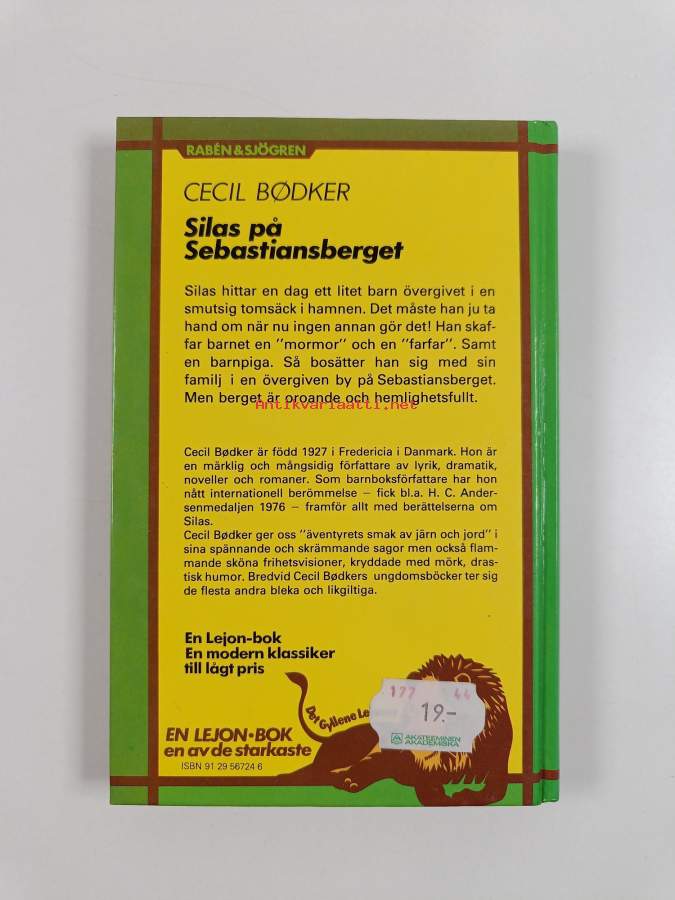 RABÉN & SJÖGREN
CECIL BØDKER
Silas på
Sebastiansberget
Silas hittar en dag ett litet barn övergivet i en
smutsig tomsäck i hamnen. Det måste han ju ta
hand om när nu ingen annan gör det! Han skaf-
far barnet en "mormor" och en "farfar". Samt
en barnpiga. Så bosätter han sig med sin
familj i en övergiven by på Sebastiansberget.
Men berget är oroande och hemlighetsfullt.
Antikvariaatti.net
Cecil Bødker är född 1927 i Fredericia i Danmark. Hon är
en märklig och mångsidig författare av lyrik, dramatik,
noveller och romaner. Som barnboksförfattare har hon
nått internationell berömmelse – fick bl.a. H. C. Ander-
senmedaljen 1976 – framför allt med berättelserna om
Silas.
Cecil Bødker ger oss "äventyrets smak av järn och jord" i
sina spännande och skrämmande sagor men också flam-
mande sköna frihetsvisioner, kryddade med mörk, dras-
tisk humor. Bredvid Cecil Bødkers ungdomsböcker ter sig
de flesta andra bleka och likgiltiga.
En Lejon-bok
En modern klassiker
till lågt pris
Det Gyllene Le
177 44
19.-
AKATEEMINEN
AKADEMISKA
EN LEJON•BOK
en av de starkaste
ISBN 91 29 56724 6